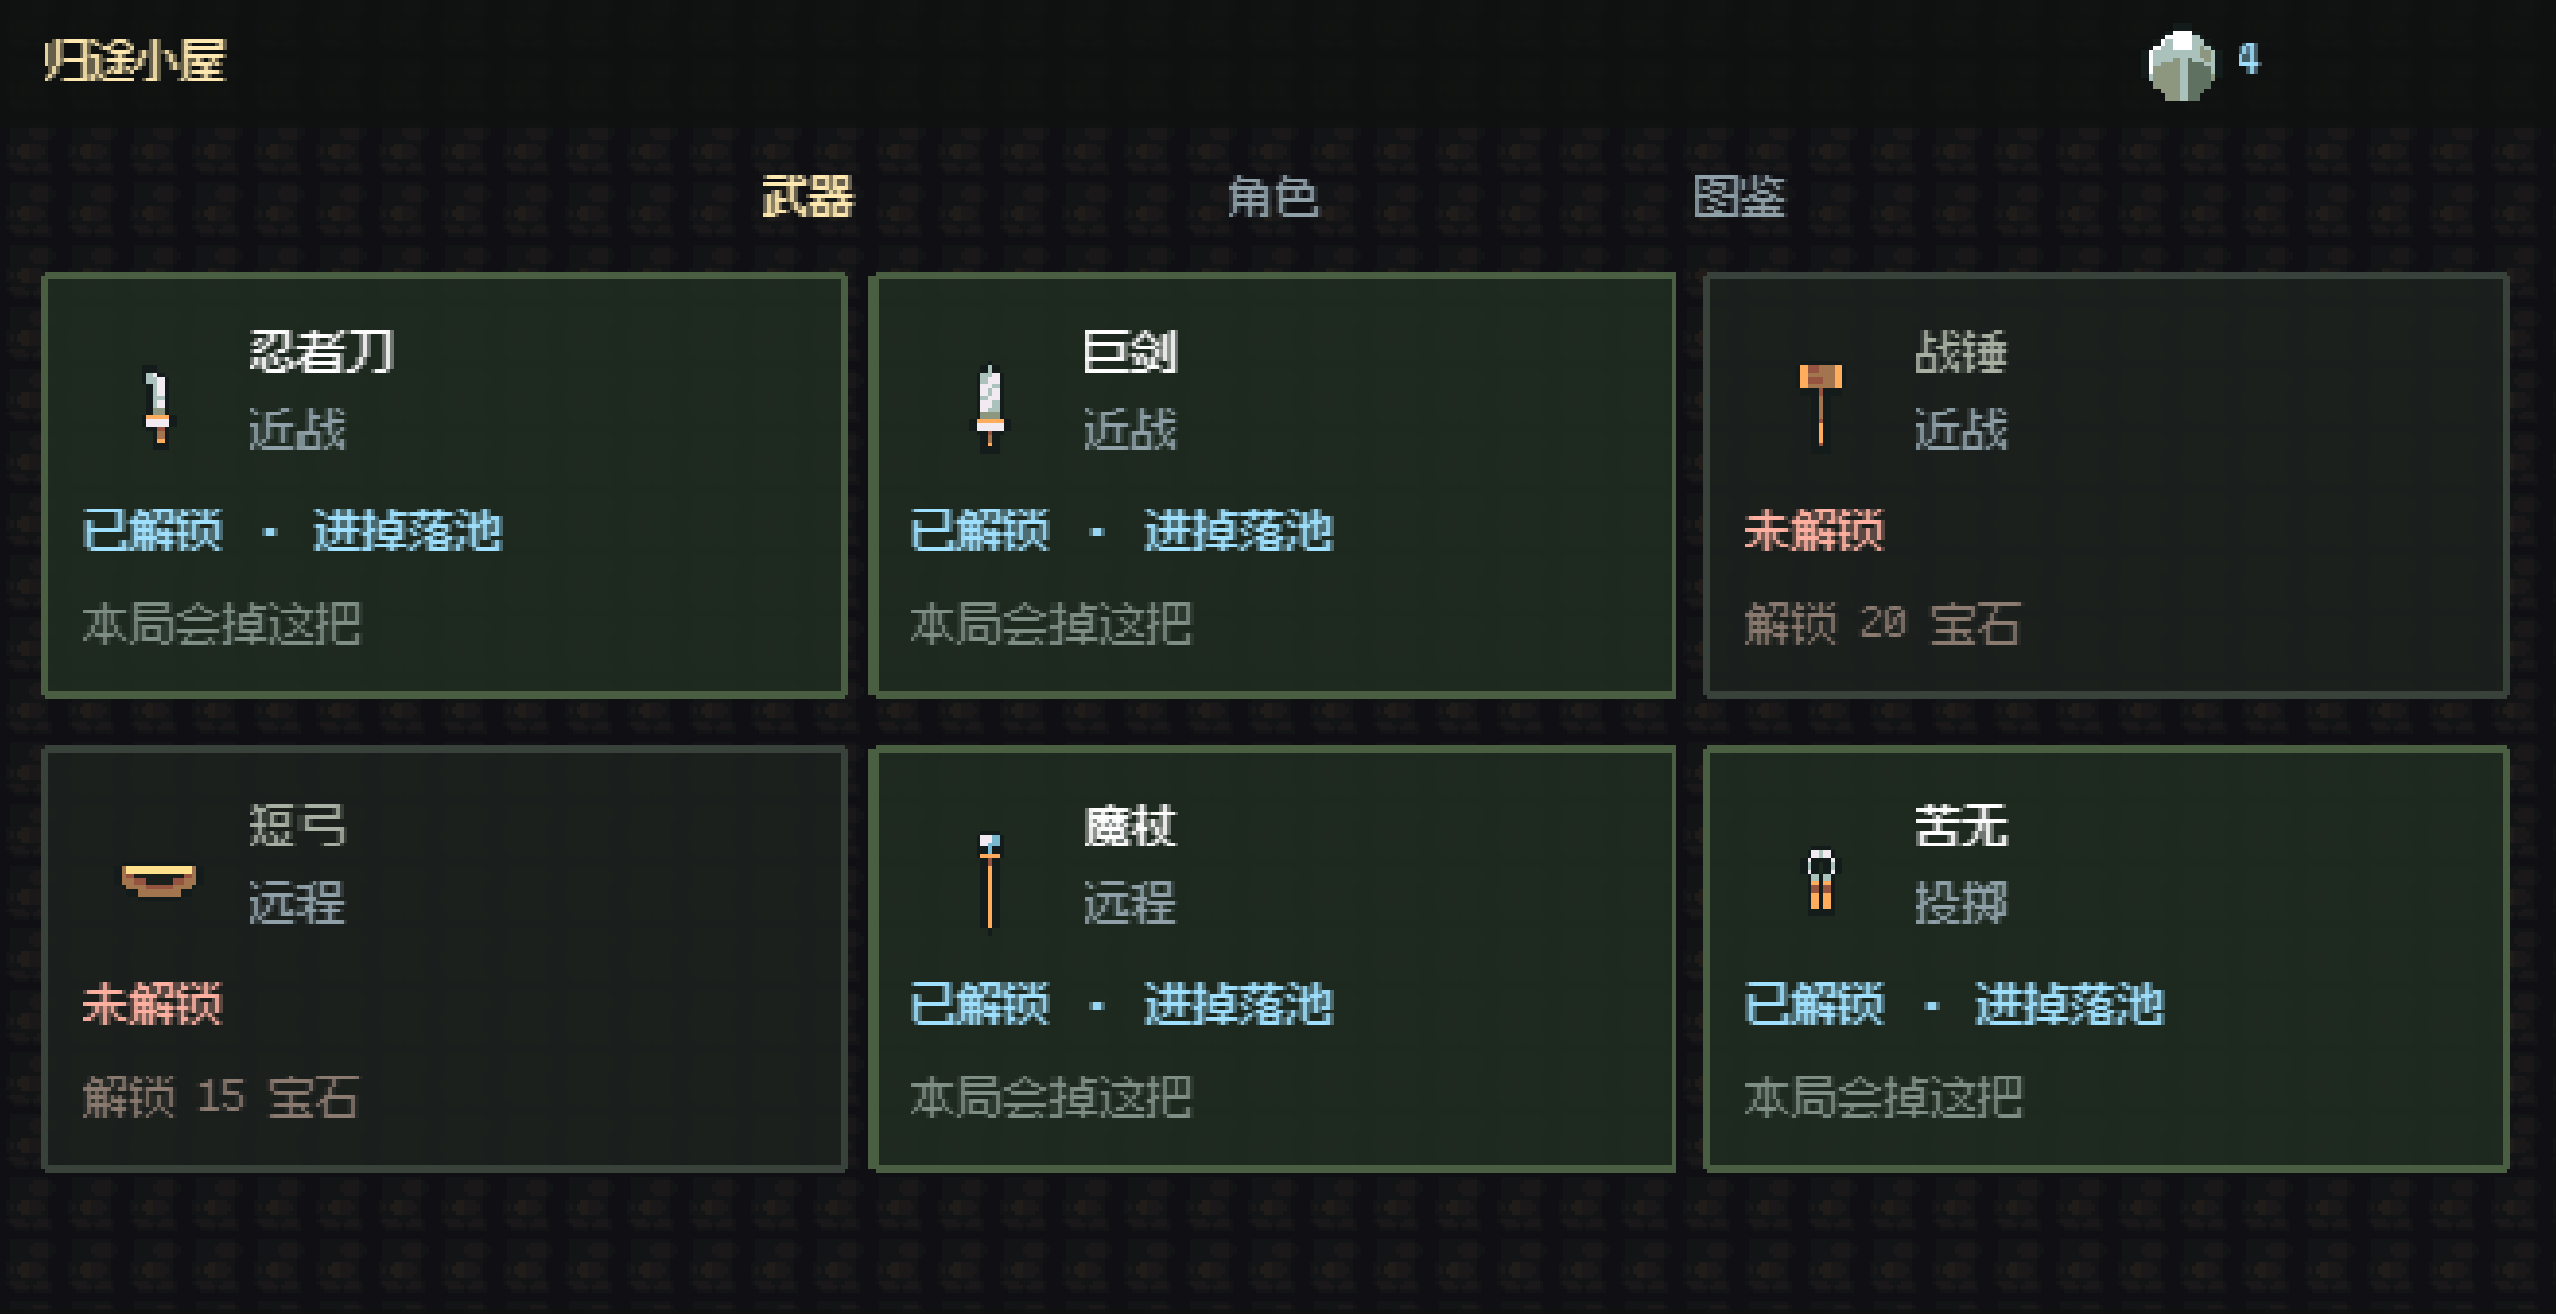 归途小屋
4
武器 角色 图鉴
忍者刀
近战
已解锁 · 进掉落池
本局会掉这把
巨剑
近战
已解锁 · 进掉落池
本局会掉这把
战锤
近战
未解锁
解锁 20 宝石
短弓
远程
未解锁
解锁 15 宝石
魔杖
远程
已解锁 · 进掉落池
本局会掉这把
苦无
投掷
已解锁 · 进掉落池
本局会掉这把